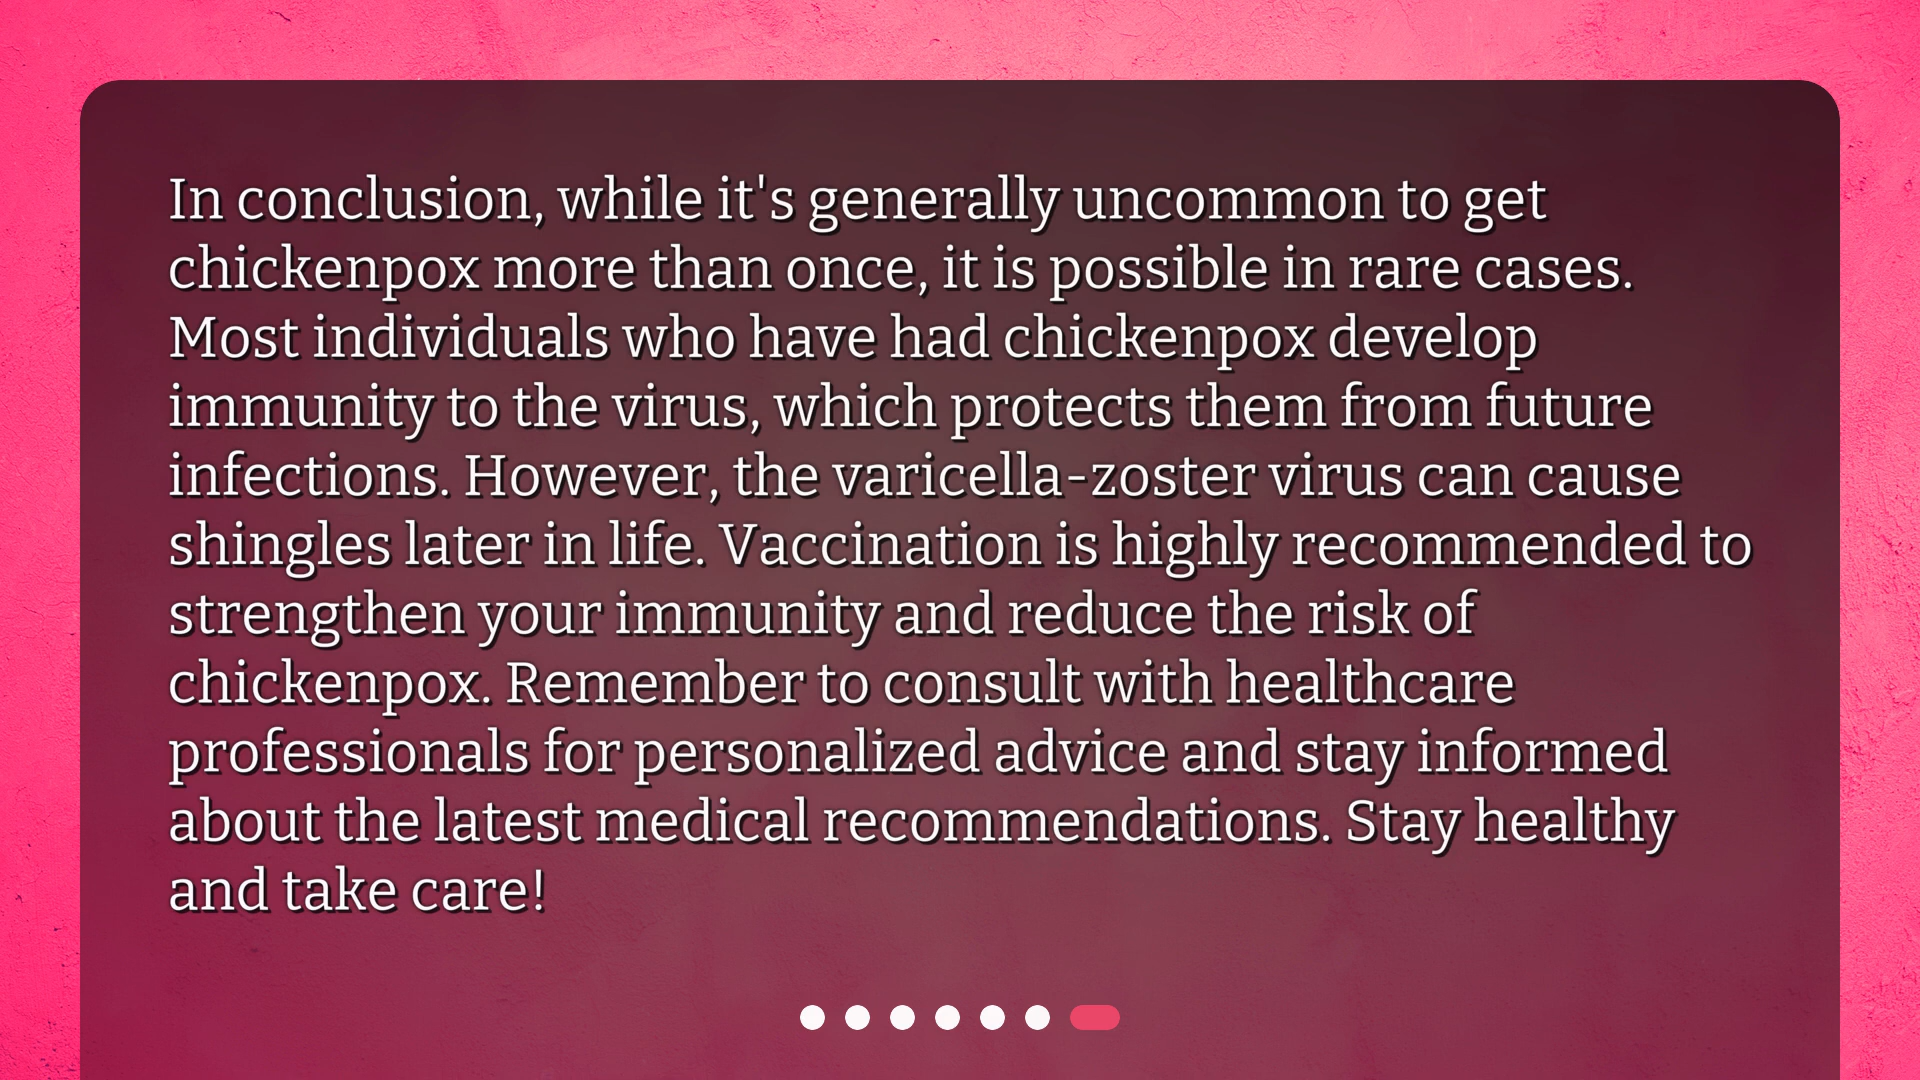 In conclusion, while it's generally uncommon to get
chickenpox more than once, it is possible in rare cases.
Most individuals who have had chickenpox develop
immunity to the virus, which protects them from future
infections. However, the varicella-zoster virus can cause
shingles later in life. Vaccination is highly recommended to
strengthen your immunity and reduce the risk of
chickenpox. Remember to consult with healthcare
professionals for personalized advice and stay informed
about the latest medical recommendations. Stay healthy
and take care!